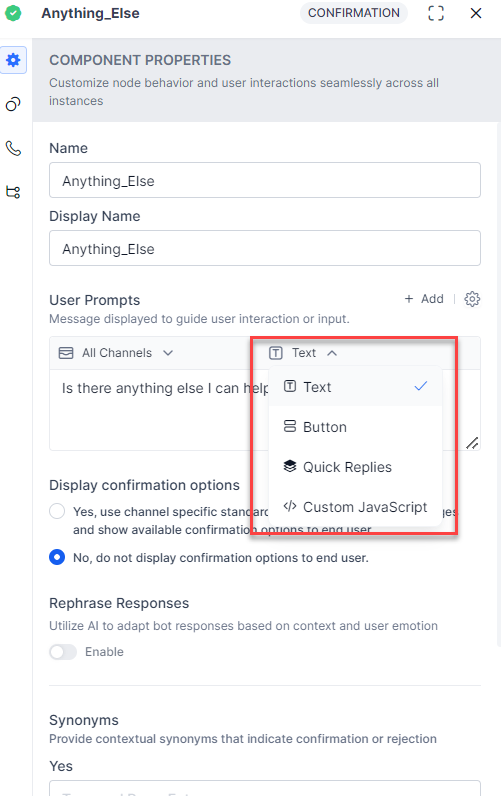 Anything_Else
CONFIRMATION
COMPONENT PROPERTIES
Customize node behavior and user interactions seamlessly across all
instances
Name
Anything_Else
Display Name
Anything_Else
User Prompts
+ Add
Message displayed to guide user interaction or input.
All Channels
Text
Is there anything else I can help
Text
Button
Quick Replies
Custom JavaScript
Display confirmation options
Yes, use channel specific standard
ges
and show available confirmation options to end user.
No, do not display confirmation options to end user.
Rephrase Responses
Utilize AI to adapt bot responses based on context and user emotion
Enable
Synonyms
Provide contextual synonyms that indicate confirmation or rejection
Yes